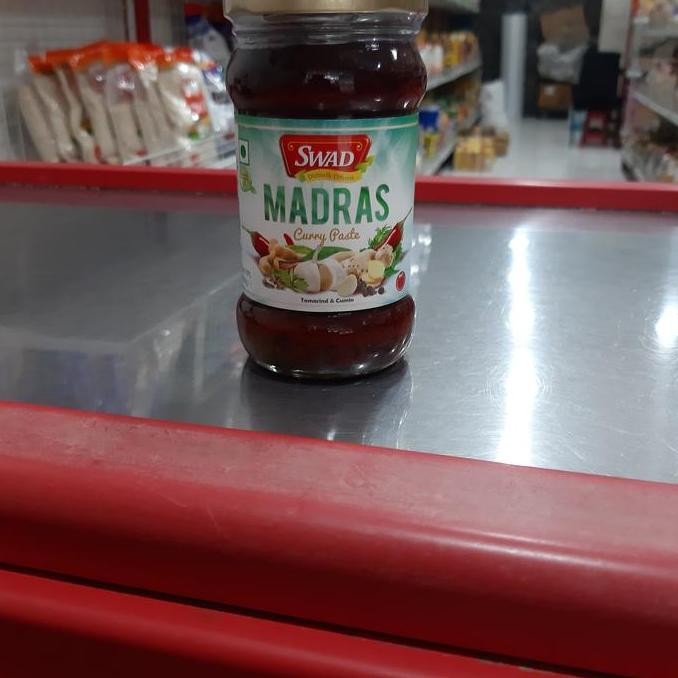 SWAD
MADRAS
Curry Paste
Tamarind & Cumin